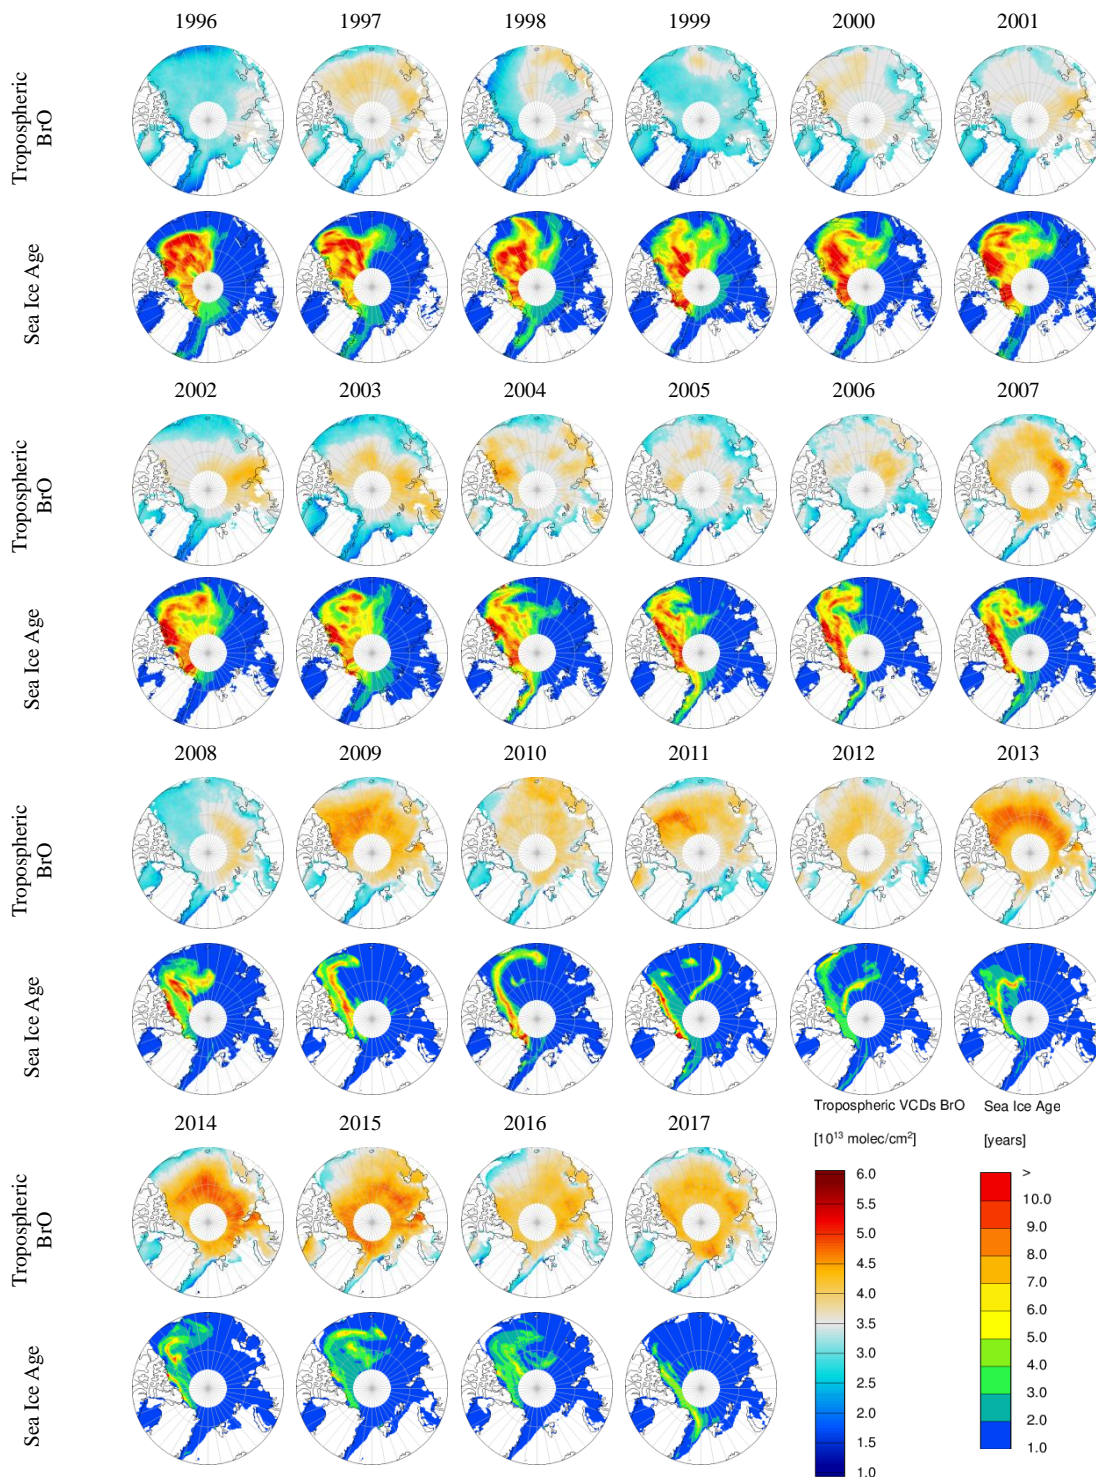 1996 1997 1998 1999 2000 2001
Tropospheric
BrO
Sea Ice Age
2002 2003 2004 2005 2006 2007
Tropospheric
BrO
Sea Ice Age
2008 2009 2010 2011 2012 2013
Tropospheric
BrO
Sea Ice Age
2014 2015 2016 2017
Tropospheric
BrO
Sea Ice Age
Tropospheric VCDs BrO
[10¹³ molec/cm²]
6.0
5.5
5.0
4.5
4.0
3.5
3.0
2.5
2.0
1.5
1.0
Sea Ice Age
[years]
>
10.0
9.0
8.0
7.0
6.0
5.0
4.0
3.0
2.0
1.0